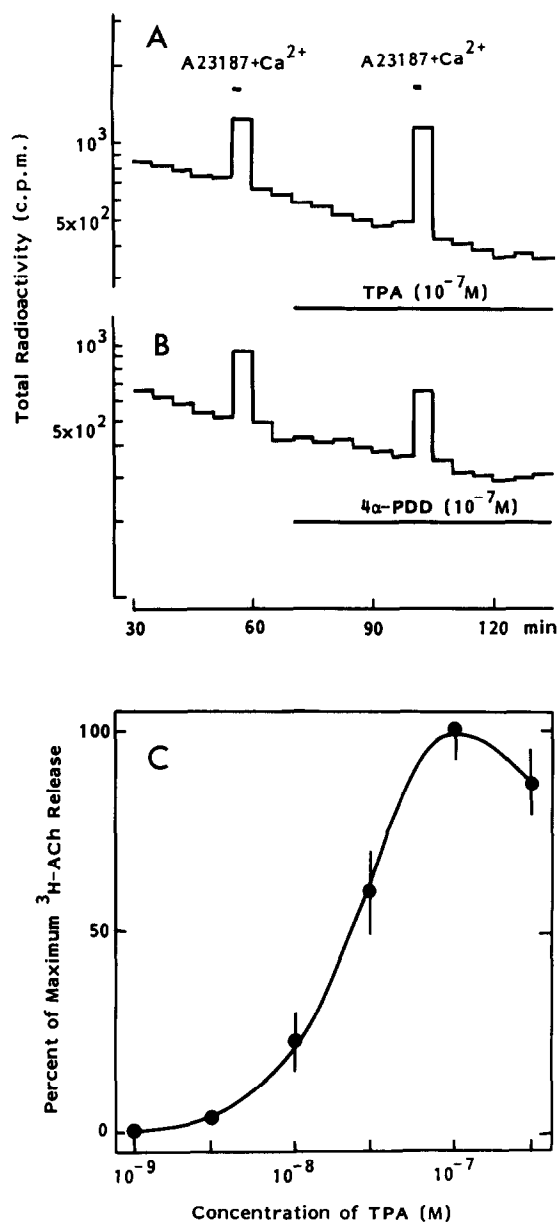 A
A23187+Ca²⁺ A23187+Ca²⁺
10³
5x10²
TPA (10⁻⁷M)
B
10³
5x10²
4α-PDD (10⁻⁷M)
30 60 90 120 min
Total Radioactivity (c.p.m.)
C
100
50
0
Percent of Maximum ³H-ACh Release
10⁻⁹ 10⁻⁸ 10⁻⁷
Concentration of TPA (M)